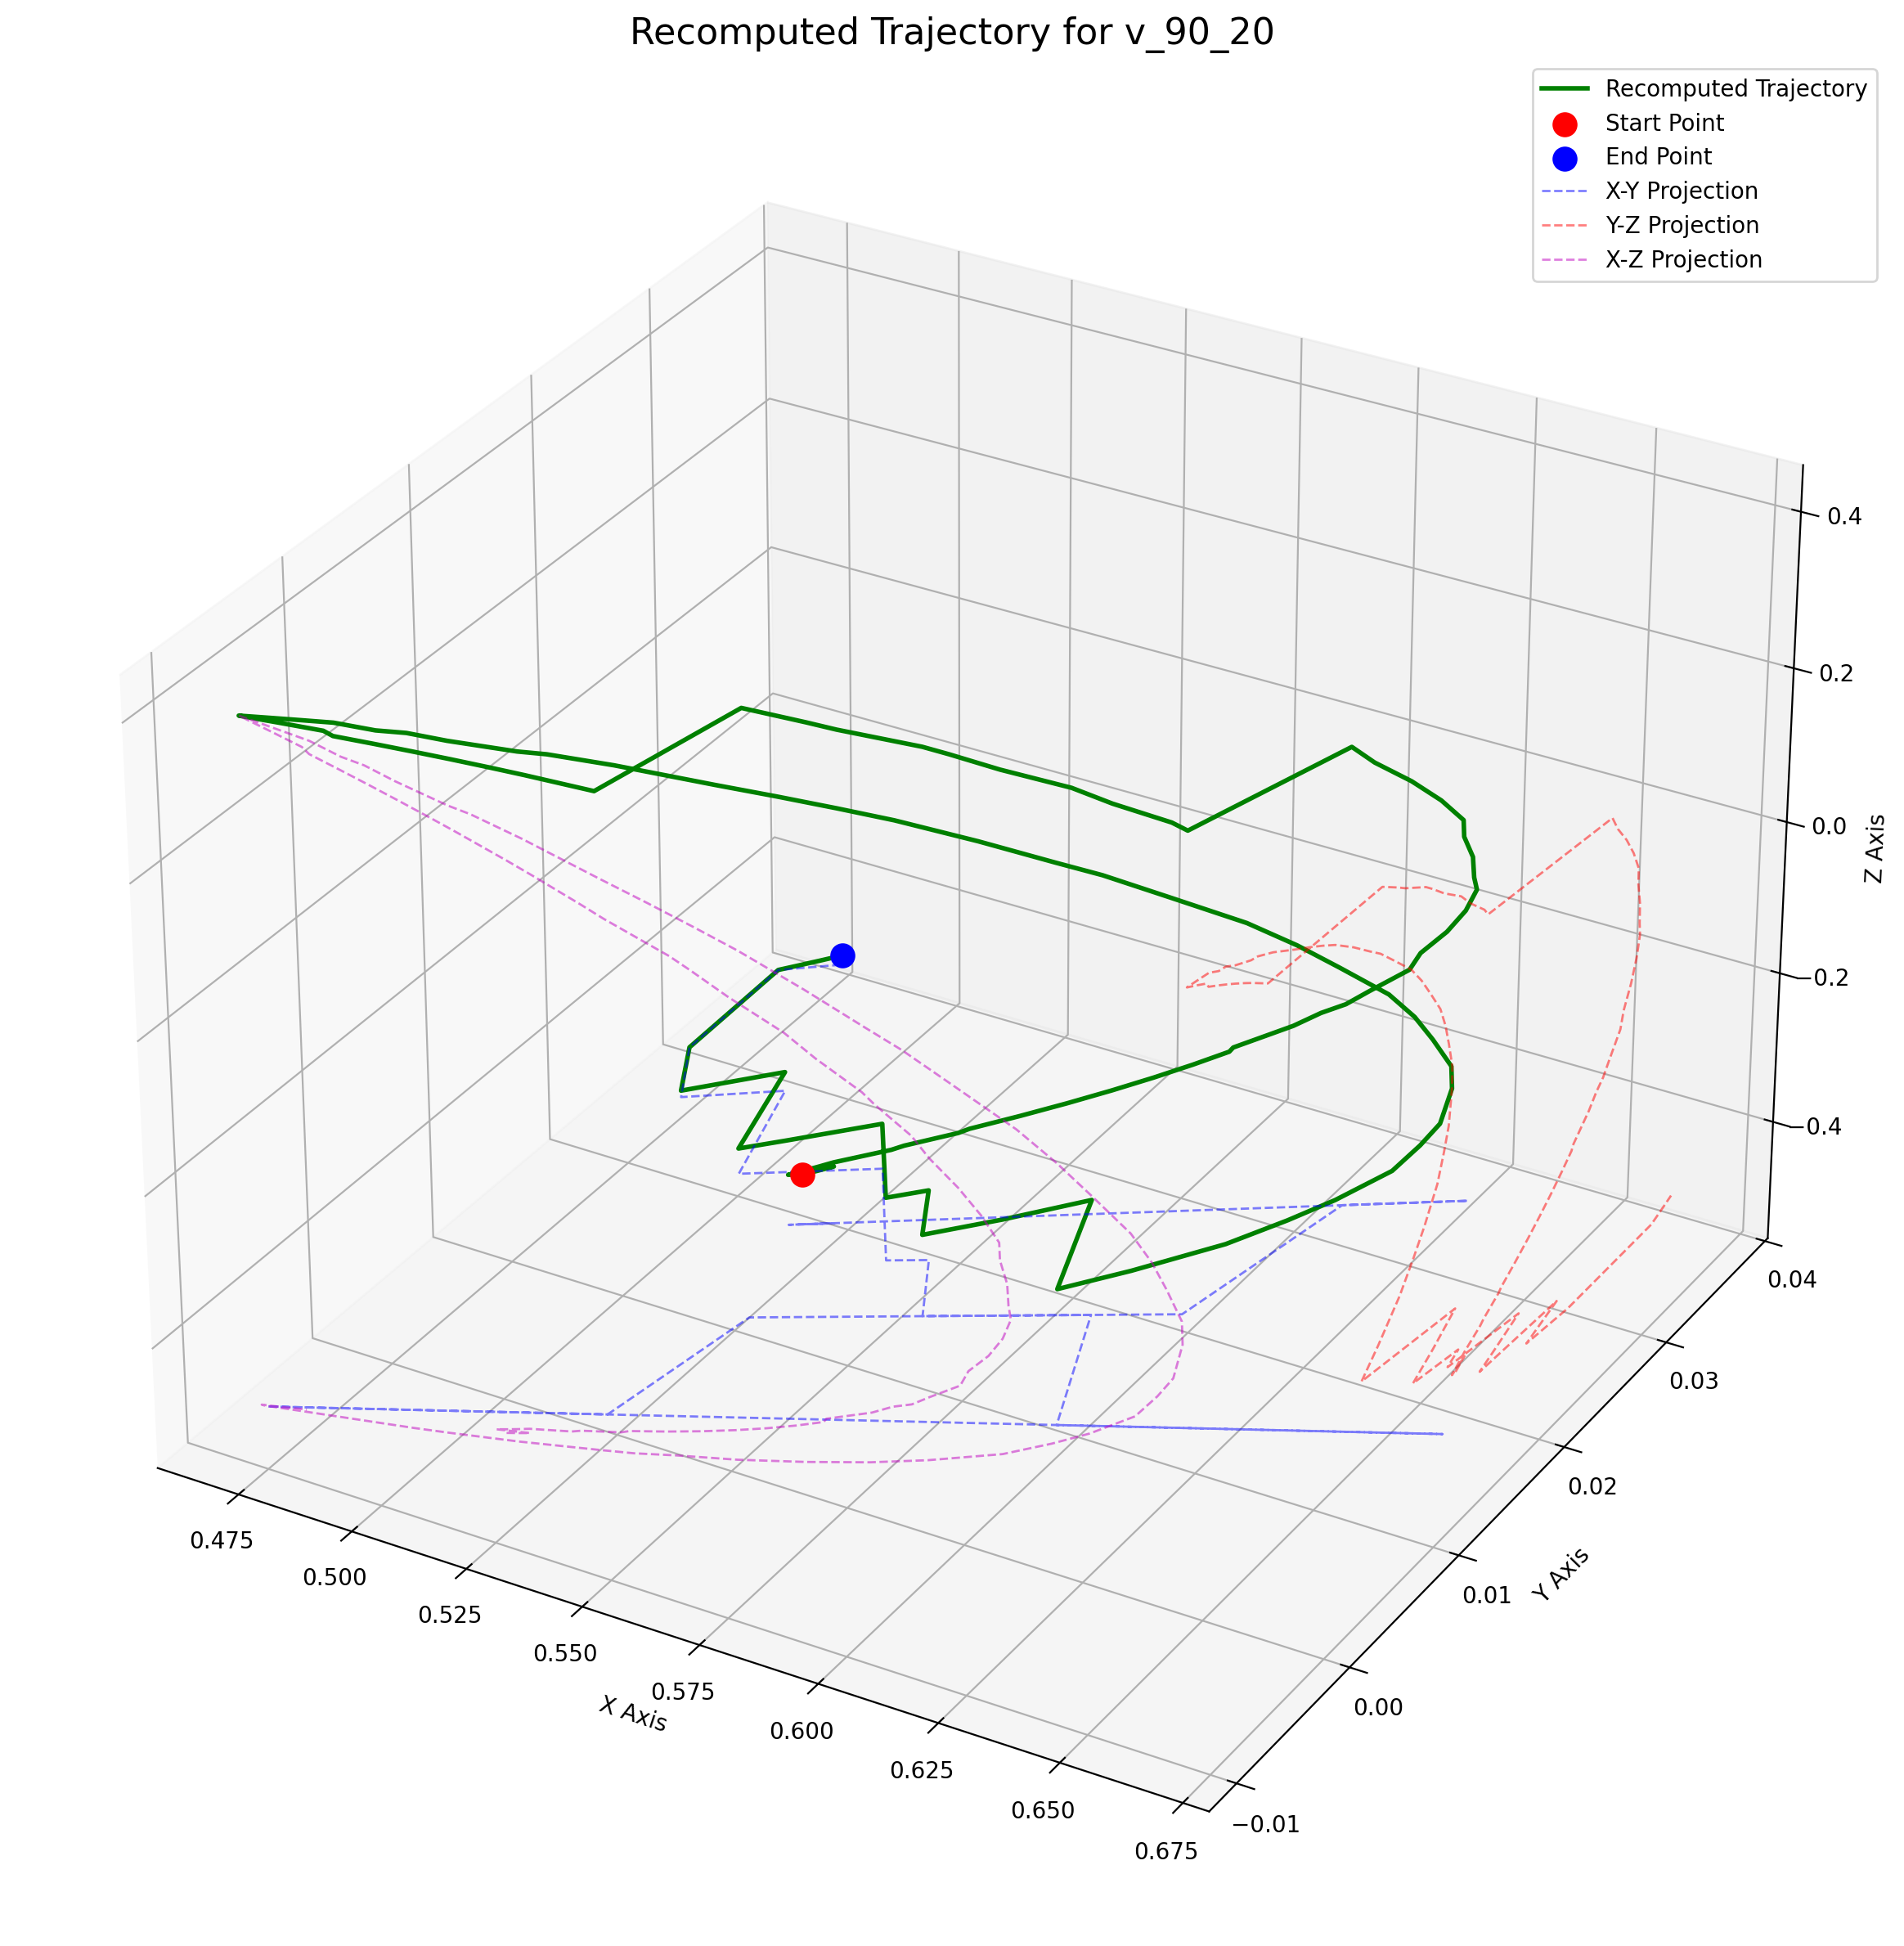 Recomputed Trajectory for v_90_20
Recomputed Trajectory
Start Point
End Point
X-Y Projection
Y-Z Projection
X-Z Projection
0.4
0.2
0.0
−0.2
−0.4
Z Axis
0.04
0.03
0.02
0.01
0.00
−0.01
Y Axis
0.475
0.500
0.525
0.550
0.575
0.600
0.625
0.650
0.675
X Axis